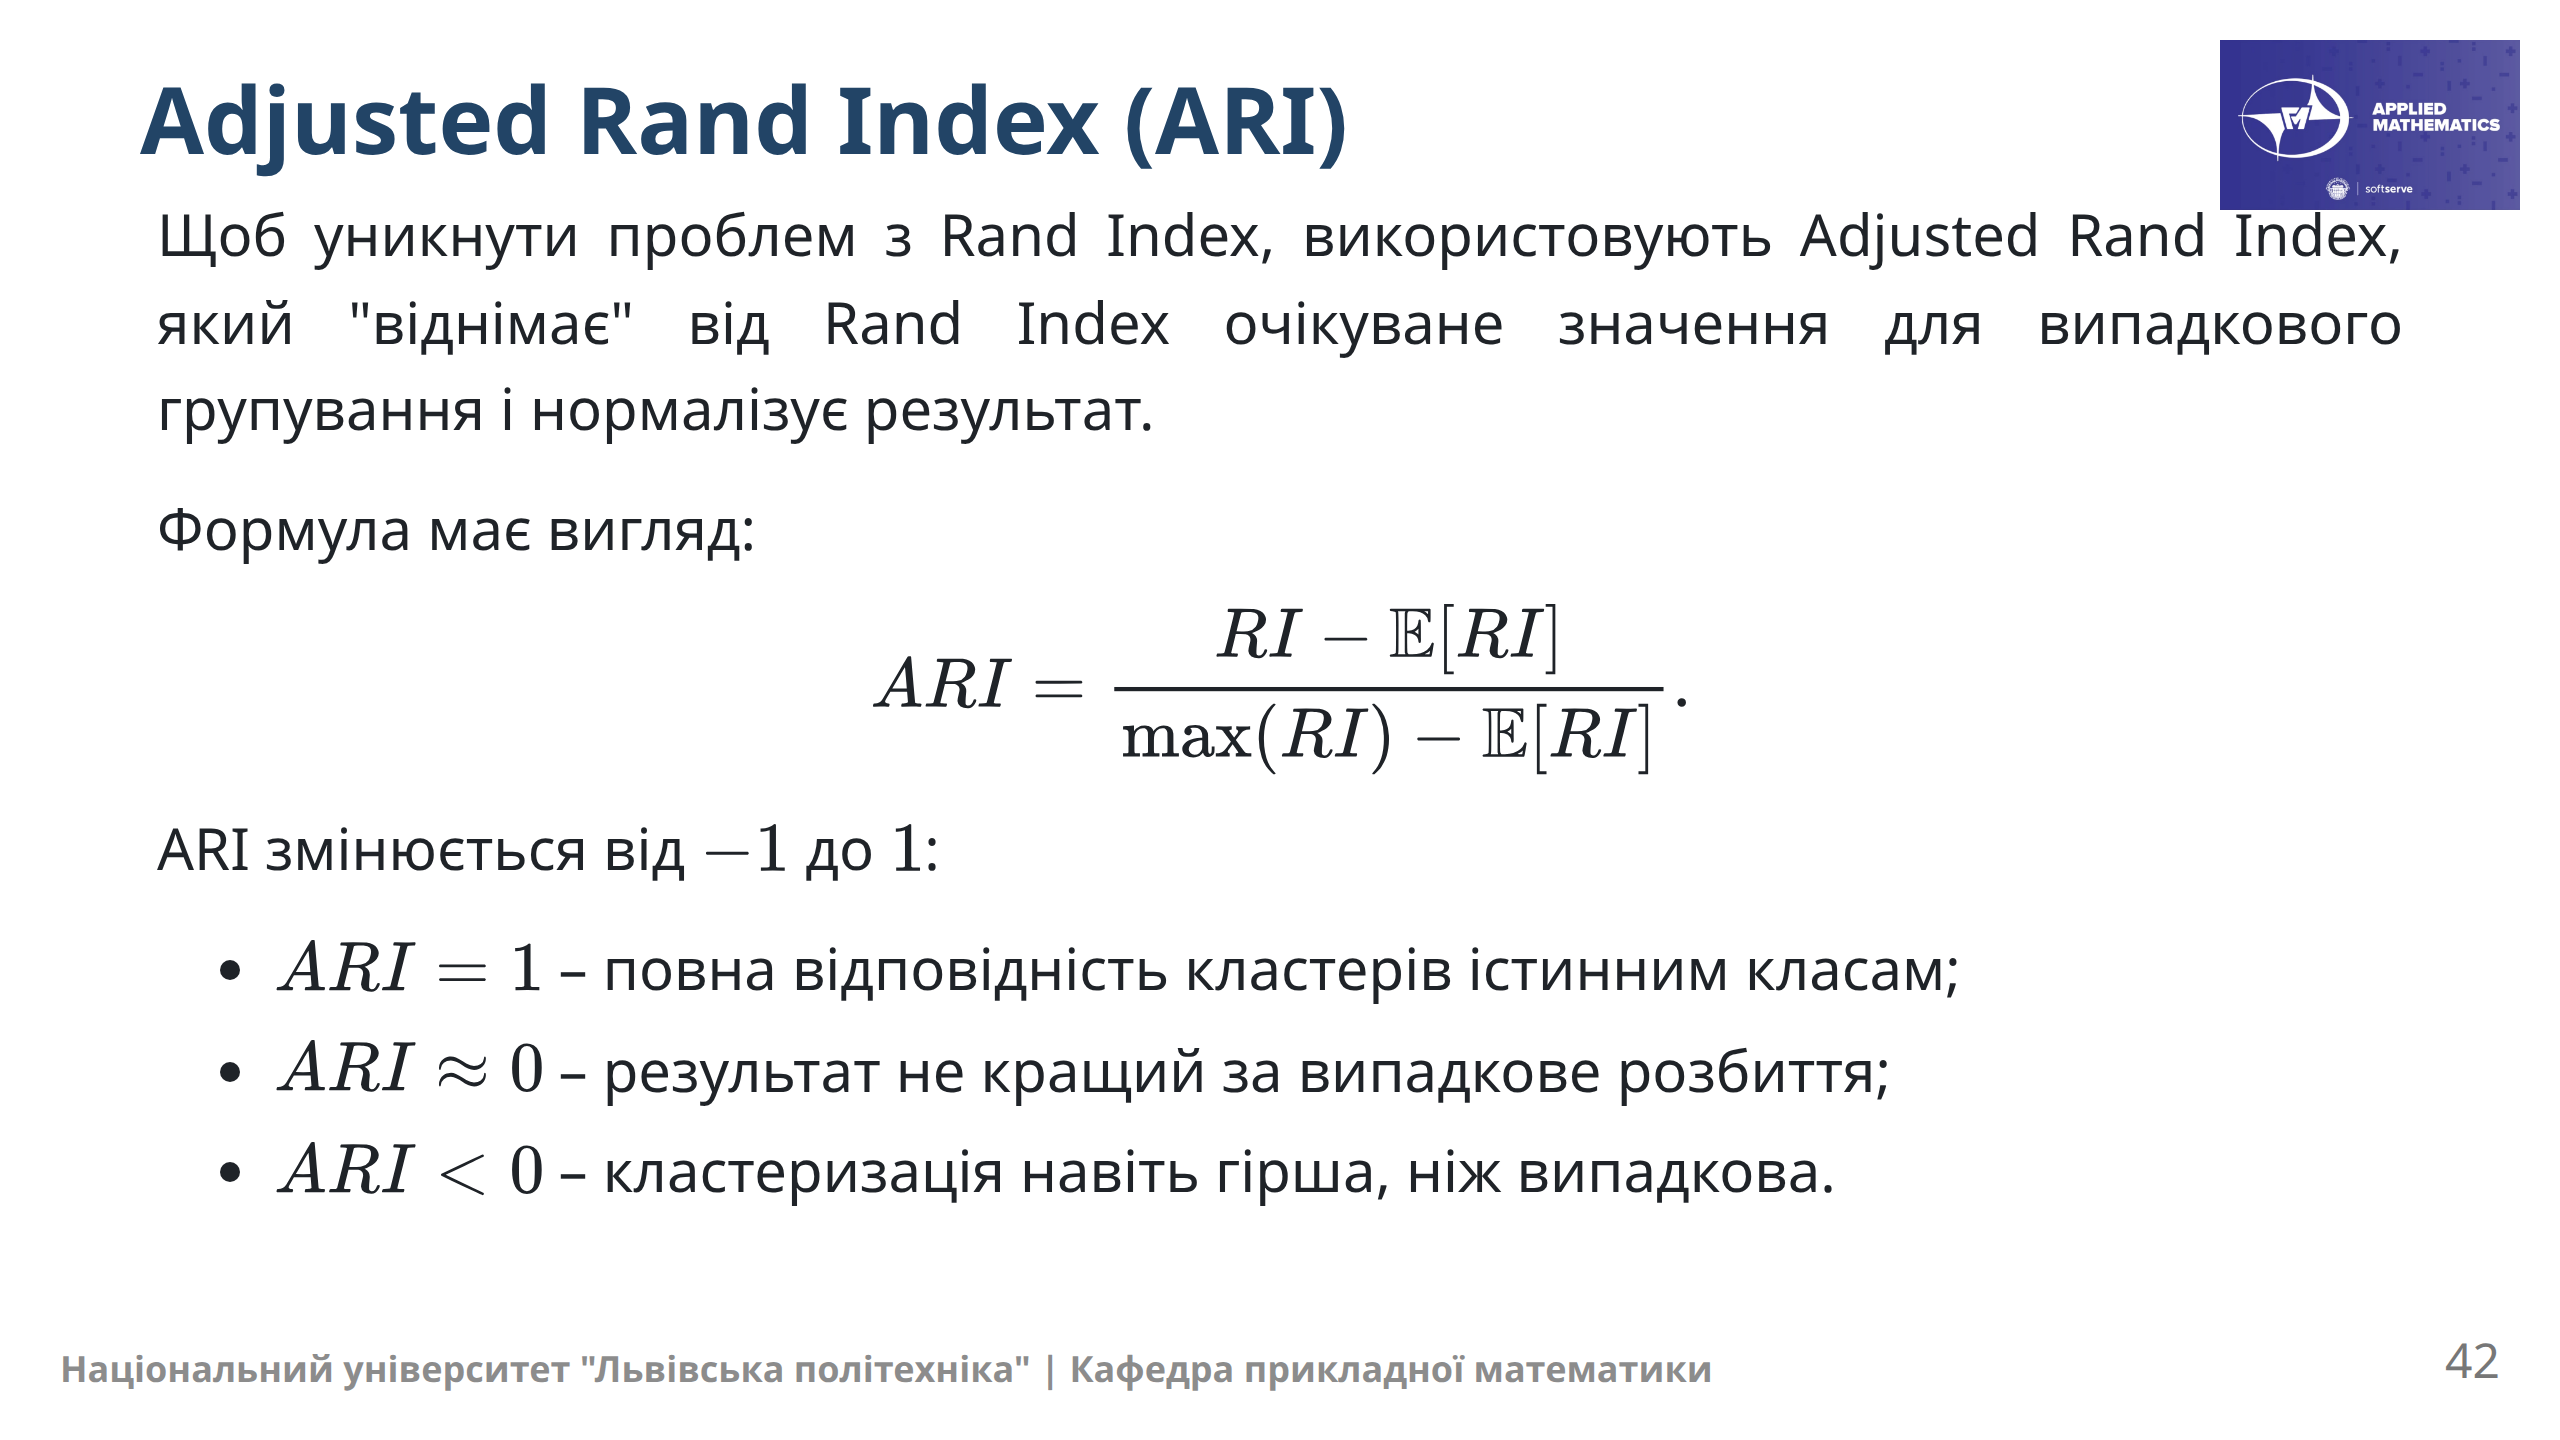 Adjusted Rand Index (ARI)
APPLIED
MATHEMATICS
softserve
Щоб уникнути проблем з Rand Index, використовують Adjusted Rand Index,
який "віднімає" від Rand Index очікуване значення для випадкового
групування і нормалізує результат.
Формула має вигляд:
ARI = \frac{RI − 𝔼[RI]}{max(RI) − 𝔼[RI]}.
ARI змінюється від −1 до 1:
• ARI = 1 – повна відповідність кластерів істинним класам;
• ARI ≈ 0 – результат не кращий за випадкове розбиття;
• ARI < 0 – кластеризація навіть гірша, ніж випадкова.
Національний університет "Львівська політехніка" | Кафедра прикладної математики
42